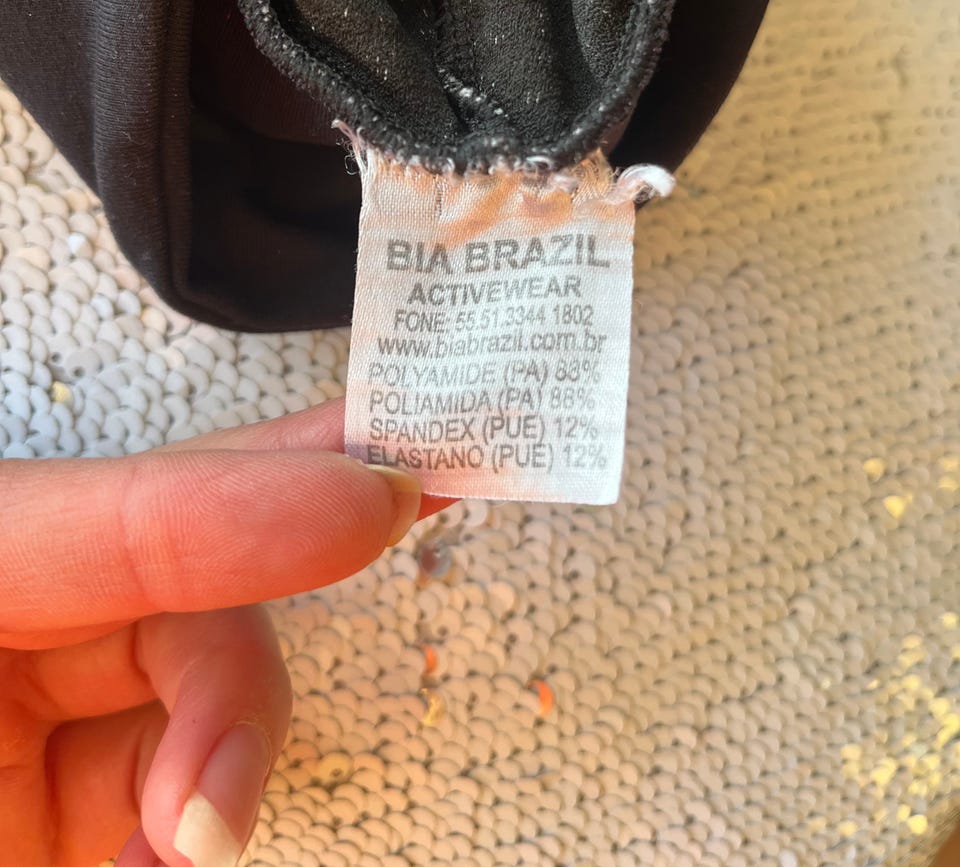 BIA BRAZIL
ACTIVEWEAR
FONE: 55.51.3344 1802
www.biabrazil.com.br
POLYAMIDE (PA) 88%
POLIAMIDA (PA) 88%
SPANDEX (PUE) 12%
ELASTANO (PUE) 12%